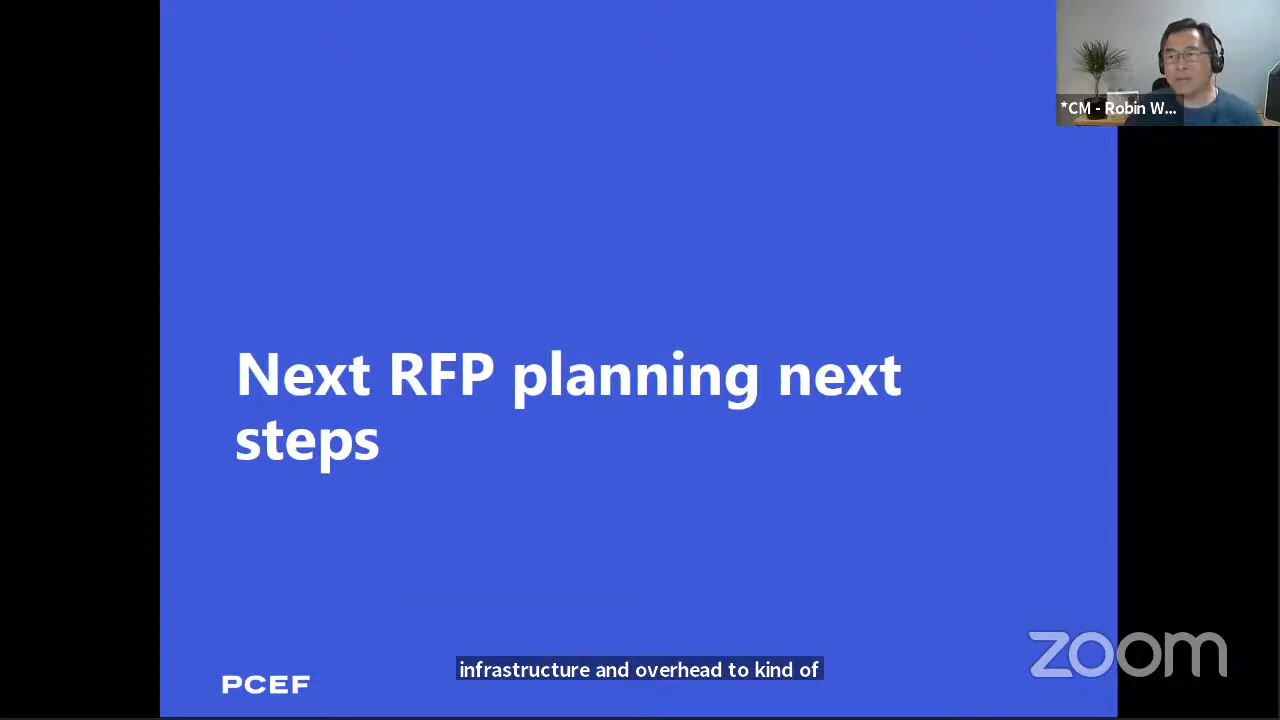 *CM - Robin W...
Next RFP planning next
steps
infrastructure and overhead to kind of
PCEF
zoom